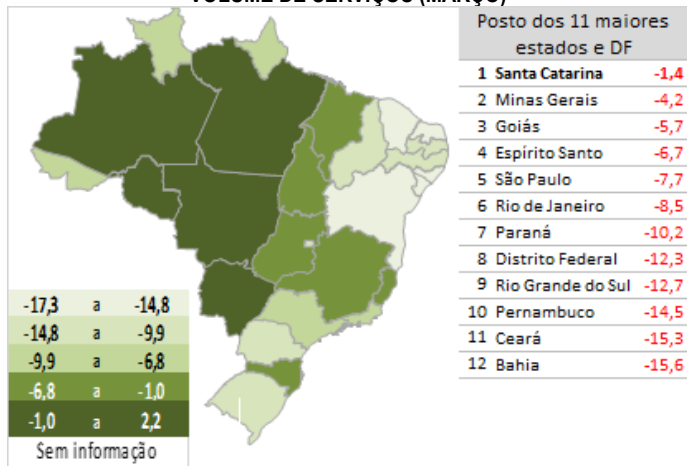 VOLUME DE SERVIÇOS (MARÇO)
Posto dos 11 maiores
estados e DF
1 Santa Catarina -1,4
2 Minas Gerais -4,2
3 Goiás -5,7
4 Espírito Santo -6,7
5 São Paulo -7,7
6 Rio de Janeiro -8,5
7 Paraná -10,2
8 Distrito Federal -12,3
9 Rio Grande do Sul -12,7
10 Pernambuco -14,5
11 Ceará -15,3
12 Bahia -15,6
-17,3 a -14,8
-14,8 a -9,9
-9,9 a -6,8
-6,8 a -1,0
-1,0 a 2,2
Sem informação